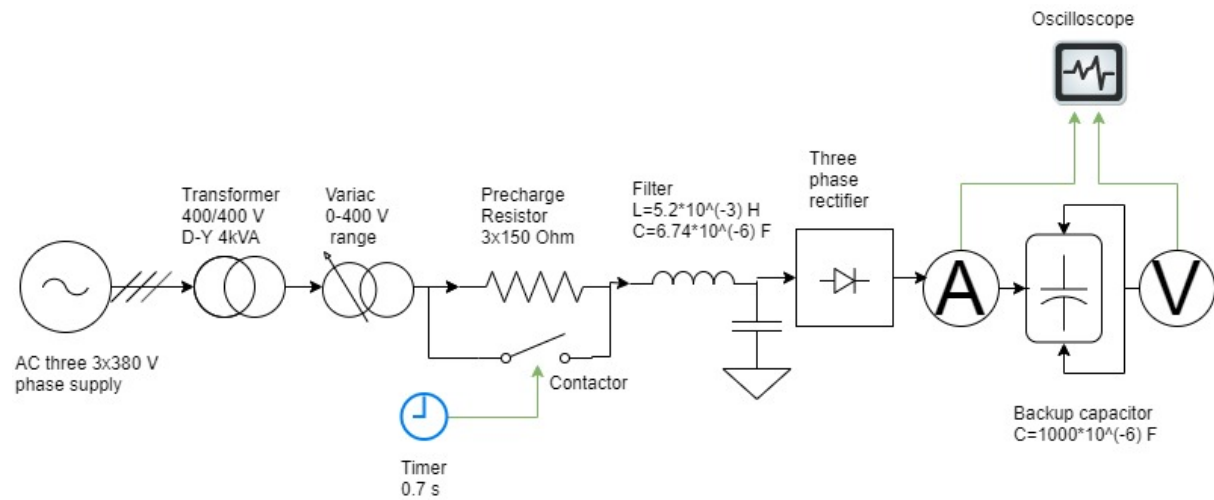 Oscilloscope
Three
phase
rectifier
Transformer
400/400 V
D-Y 4kVA
Variac
0-400 V
range
Precharge
Resistor
3x150 Ohm
Filter
L=5.2*10^(-3) H
C=6.74*10^(-6) F
A
V
AC three 3x380 V
phase supply
Contactor
Timer
0.7 s
Backup capacitor
C=1000*10^(-6) F